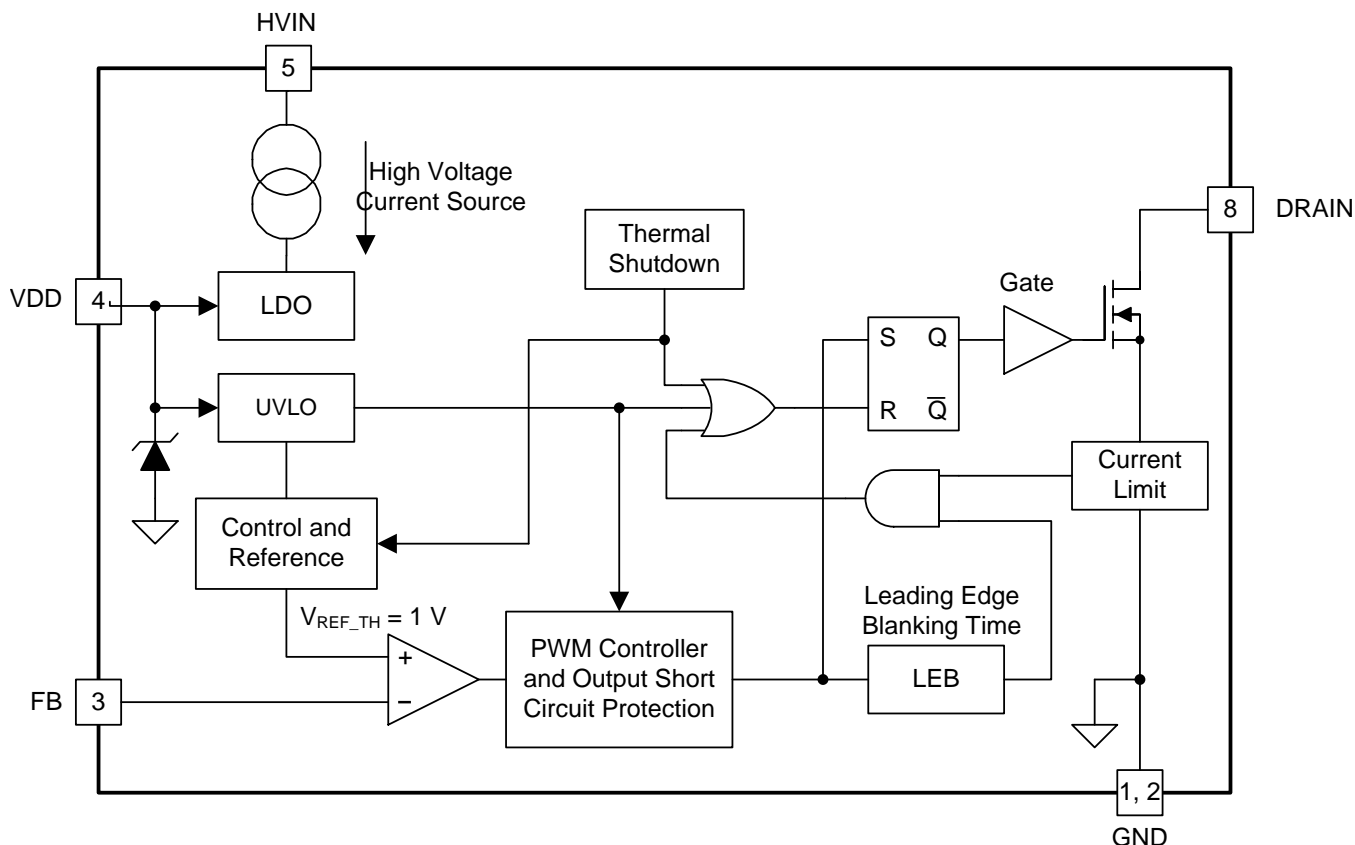 HVIN
5
High Voltage
Current Source
8
DRAIN
Thermal
Shutdown
VDD
4
LDO
Gate
S
Q
UVLO
R
Q̅
Current
Limit
Control and
Reference
V_REF_TH = 1 V
Leading Edge
Blanking Time
+
PWM Controller
and Output Short
Circuit Protection
LEB
FB
3
−
1, 2
GND